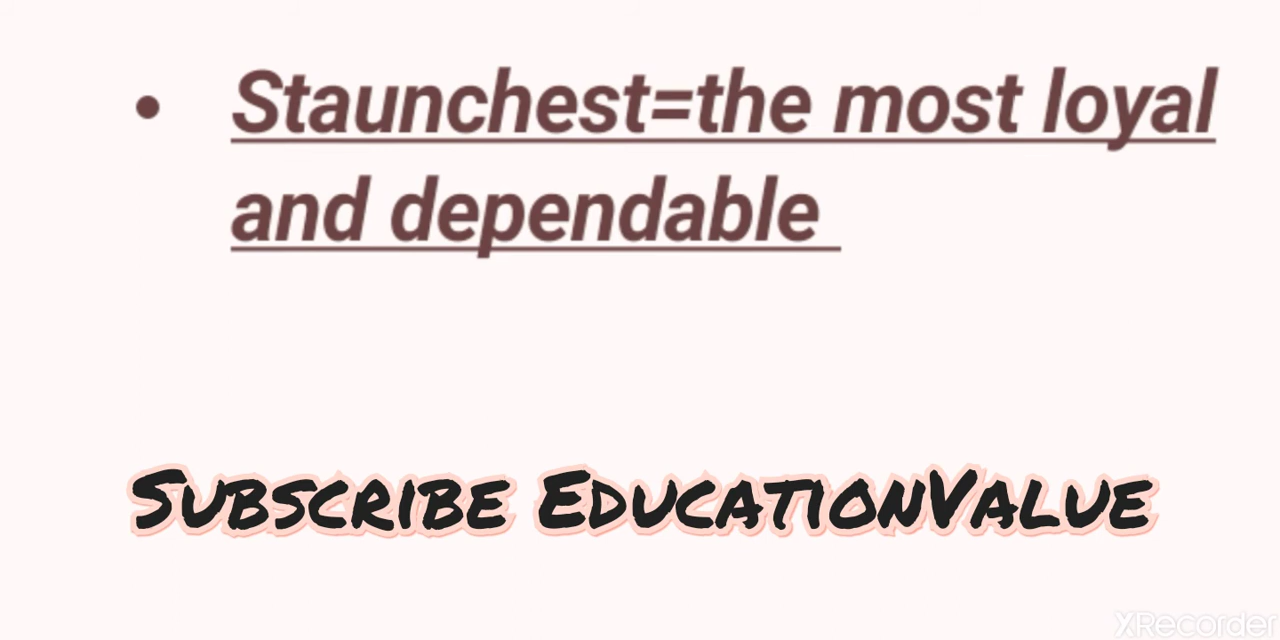 • Staunchest=the most loyal
and dependable
Subscribe EducationValue
XRecorder